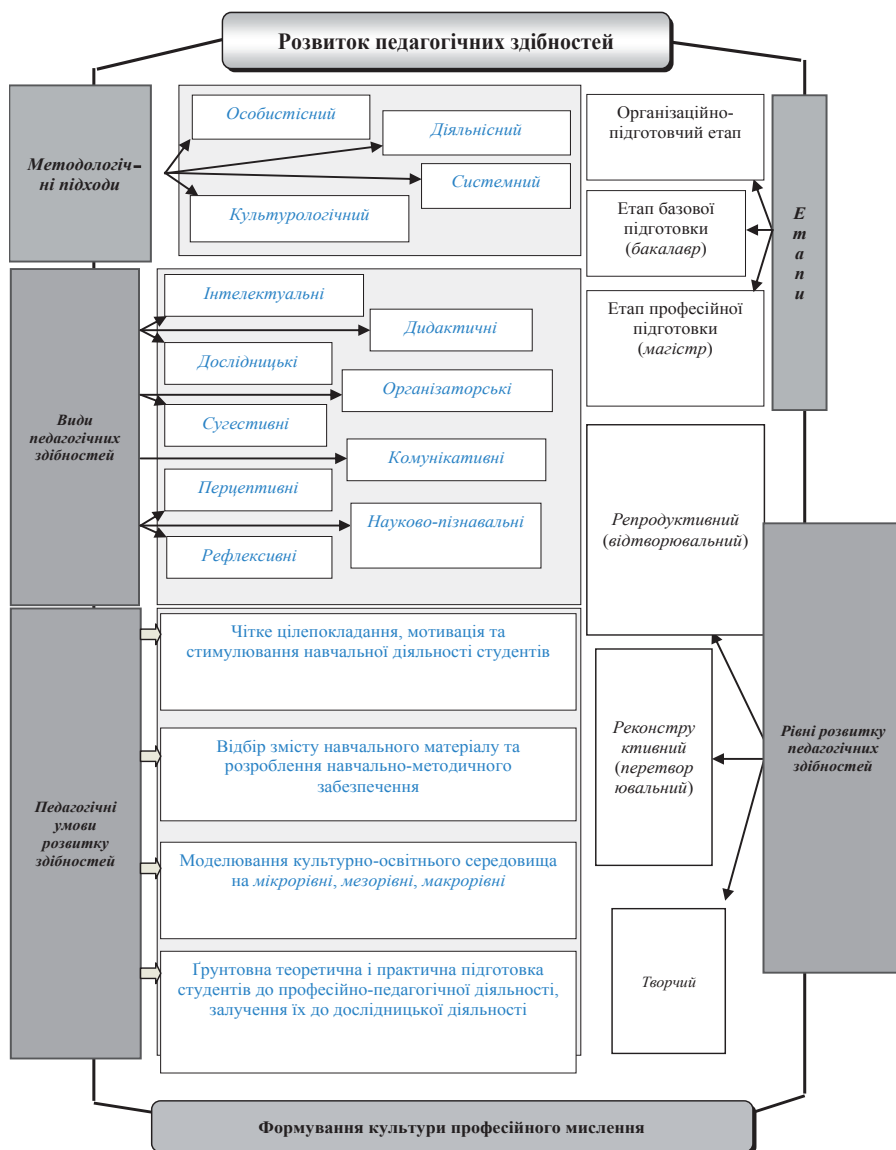 Розвиток педагогічних здібностей
Методологіч-
ні підходи
Особистісний
Діяльнісний
Системний
Культурологічний
Організаційно-
підготовчий етап
Етап базової
підготовки
(бакалавр)
Етап професійної
підготовки
(магістр)
Е
т
а
п
и
Види
педагогічних
здібностей
Інтелектуальні
Дидактичні
Дослідницькі
Організаторські
Сугестивні
Комунікативні
Перцептивні
Науково-пізнавальні
Рефлексивні
Репродуктивний
(відтворювальний)
Реконстру
ктивний
(перетвор
ювальний)
Творчий
Рівні розвитку
педагогічних
здібностей
Педагогічні
умови
розвитку
здібностей
Чітке цілепокладання, мотивація та
стимулювання навчальної діяльності студентів
Відбір змісту навчального матеріалу та
розроблення навчально-методичного
забезпечення
Моделювання культурно-освітнього середовища
на мікрорівні, мезорівні, макрорівні
Ґрунтовна теоретична і практична підготовка
студентів до професійно-педагогічної діяльності,
залучення їх до дослідницької діяльності
Формування культури професійного мислення